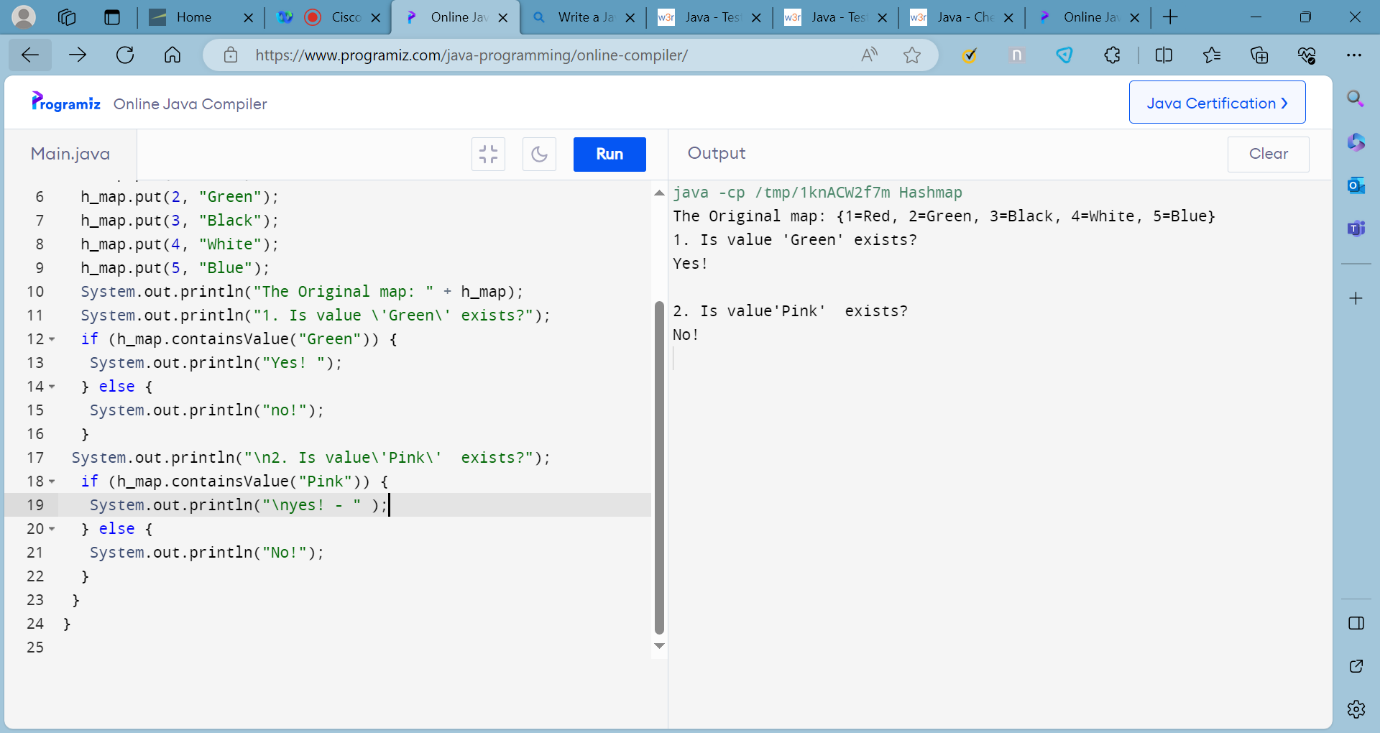 Home
Cisco
Online Jav
Write a Ja
Java - Tes
Java - Tes
Java - Che
Online Jav
https://www.programiz.com/java-programming/online-compiler/
Programiz Online Java Compiler
Java Certification >
Main.java
Run
Output
Clear
6 h_map.put(2, "Green");
7 h_map.put(3, "Black");
8 h_map.put(4, "White");
9 h_map.put(5, "Blue");
10 System.out.println("The Original map: " + h_map);
11 System.out.println("1. Is value \'Green\' exists?");
12 if (h_map.containsValue("Green")) {
13 System.out.println("Yes! ");
14 } else {
15 System.out.println("no!");
16 }
17 System.out.println("\n2. Is value\'Pink\'  exists?");
18 if (h_map.containsValue("Pink")) {
19 System.out.println("\nyes! - " );
20 } else {
21 System.out.println("No!");
22 }
23 }
24 }
25
java -cp /tmp/1knACW2f7m Hashmap
The Original map: {1=Red, 2=Green, 3=Black, 4=White, 5=Blue}
1. Is value 'Green' exists?
Yes!
2. Is value'Pink'  exists?
No!